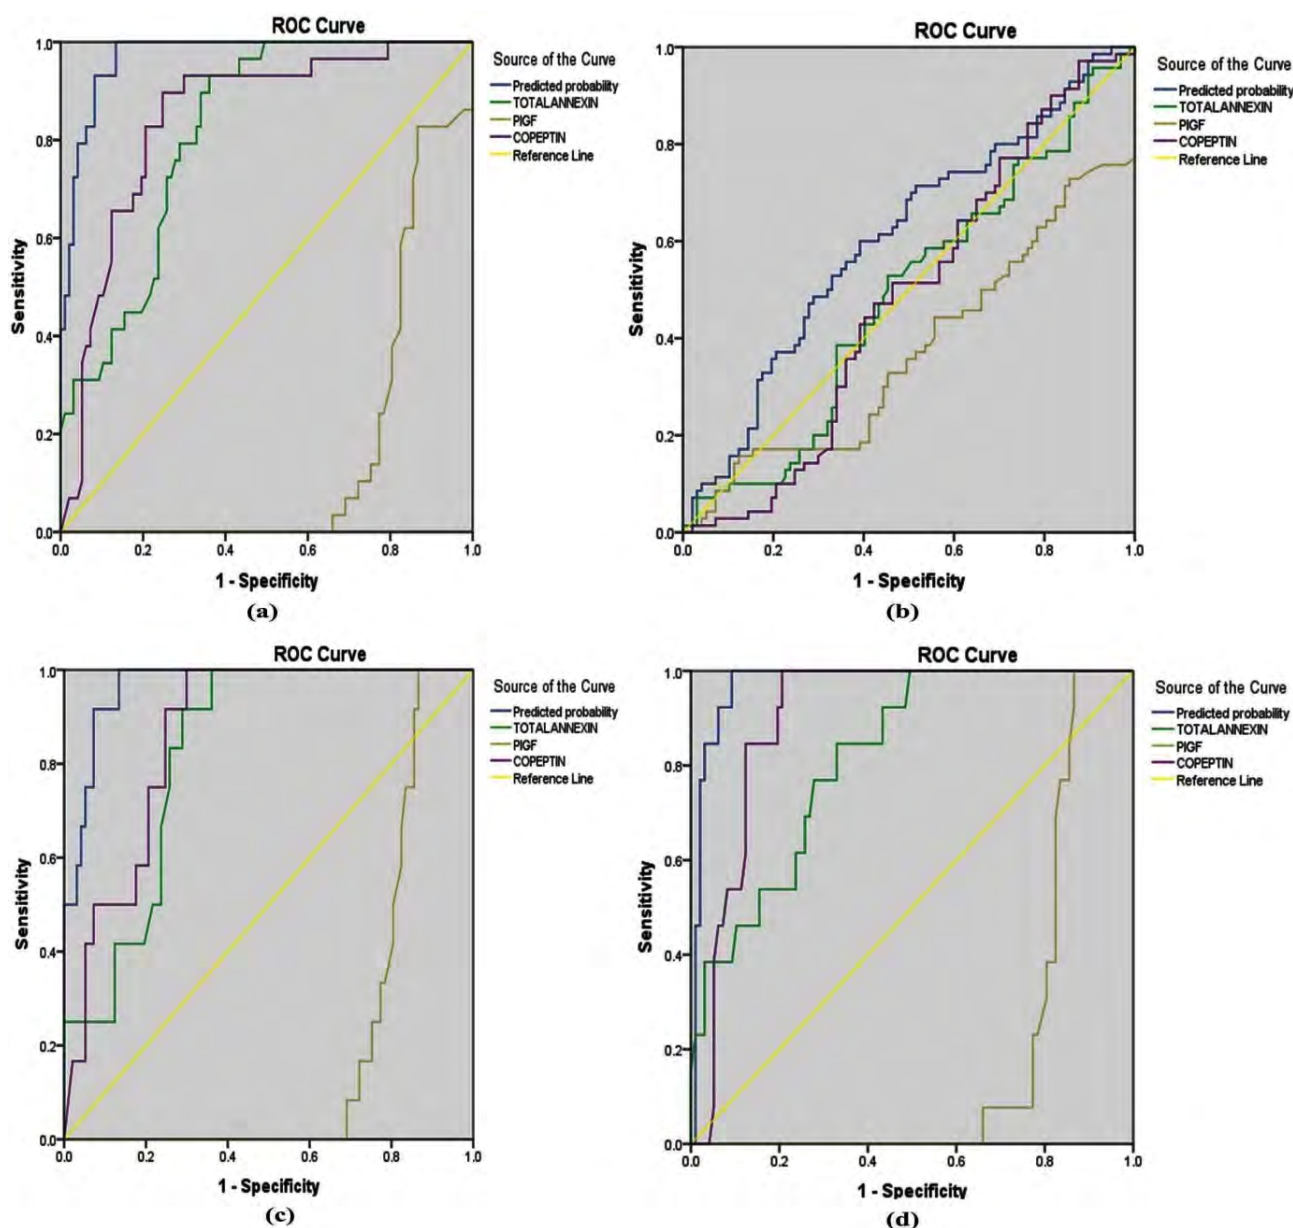 ROC Curve
Source of the Curve
Predicted probability
TOTALANNEXIN
PIGF
COPEPTIN
Reference Line
Sensitivity
1.0
0.8
0.6
0.4
0.2
0.0
0.0 0.2 0.4 0.6 0.8 1.0
1 - Specificity
(a)
ROC Curve
Source of the Curve
Predicted probability
TOTALANNEXIN
PIGF
COPEPTIN
Reference Line
Sensitivity
1.0
0.8
0.6
0.4
0.2
0.0
0.0 0.2 0.4 0.6 0.8 1.0
1 - Specificity
(b)
ROC Curve
Source of the Curve
Predicted probability
TOTALANNEXIN
PIGF
COPEPTIN
Reference Line
Sensitivity
1.0
0.8
0.6
0.4
0.2
0.0
0.0 0.2 0.4 0.6 0.8 1.0
1 - Specificity
(c)
ROC Curve
Source of the Curve
Predicted probability
TOTALANNEXIN
PIGF
COPEPTIN
Reference Line
Sensitivity
1.0
0.8
0.6
0.4
0.2
0.0
0.0 0.2 0.4 0.6 0.8 1.0
1 - Specificity
(d)